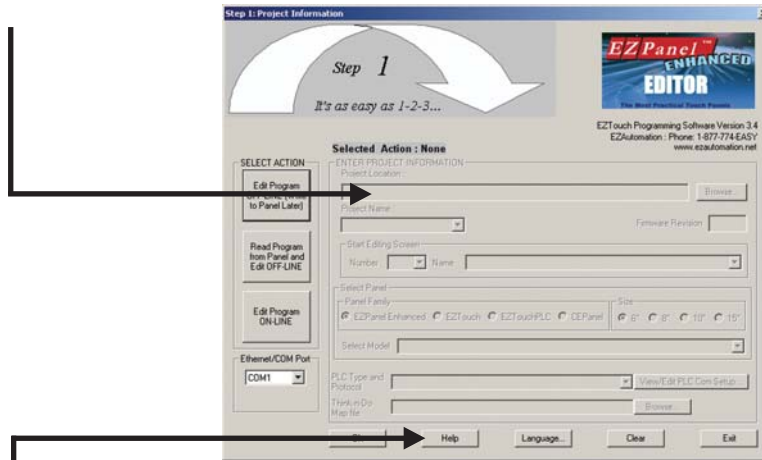 Step 1: Project Information
Step 1
It's as easy as 1-2-3...
EZPanel™
ENHANCED
EDITOR
The Most Practical Touch Panels
EZTouch Programming Software Version 3.4
EZAutomation : Phone: 1-877-774-EASY
www.ezautomation.net
Selected Action : None
SELECT ACTION
Edit Program
to Panel Later]
Read Program
from Panel and
Edit OFF-LINE
Edit Program
ON-LINE
Ethernet/COM Port
COM1
ENTER PROJECT INFORMATION
Project Location :
Browse...
Project Name
Firmware Revision
Start Editing Screen
Number Name
Select Panel
Panel Family
EZPanel Enhanced EZTouch EZTouchPLC CEPanel
Size
6" 8" 10" 15"
Select Model
PLC Type and
Protocol
View/Edit PLC Com Setup...
Think-n-Do
Map file
Browse...
Help Language... Clear Exit